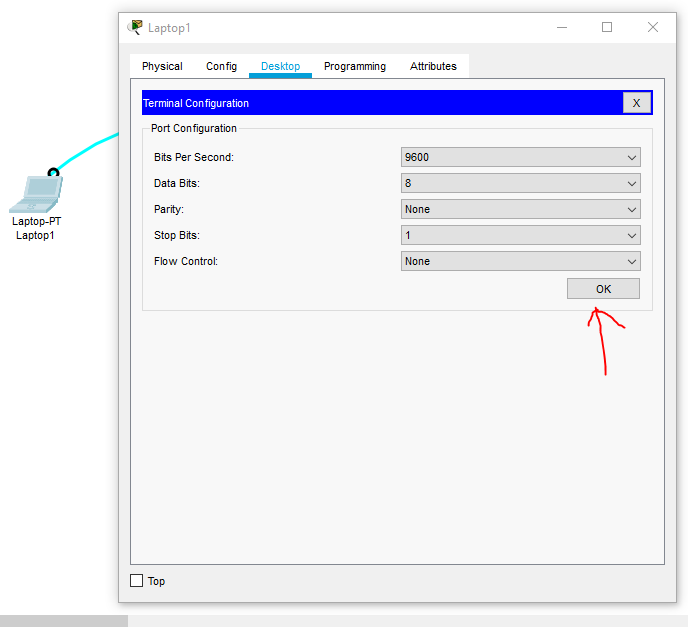 Laptop1
Physical Config Desktop Programming Attributes
Terminal Configuration X
Port Configuration
Bits Per Second: 9600
Data Bits: 8
Parity: None
Stop Bits: 1
Flow Control: None
OK
Laptop-PT
Laptop1
Top